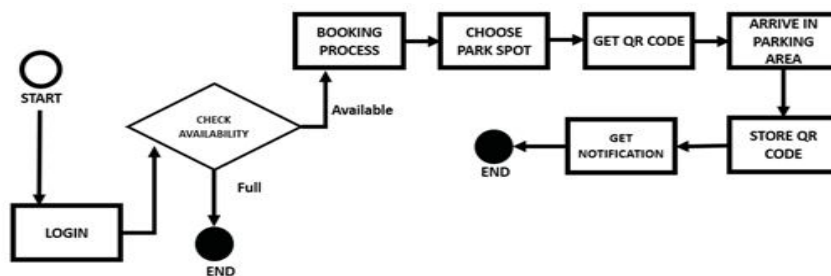 START
LOGIN
CHECK
AVAILABILITY
Available
Full
END
BOOKING
PROCESS
CHOOSE
PARK SPOT
GET QR CODE
ARRIVE IN
PARKING
AREA
STORE QR
CODE
GET
NOTIFICATION
END